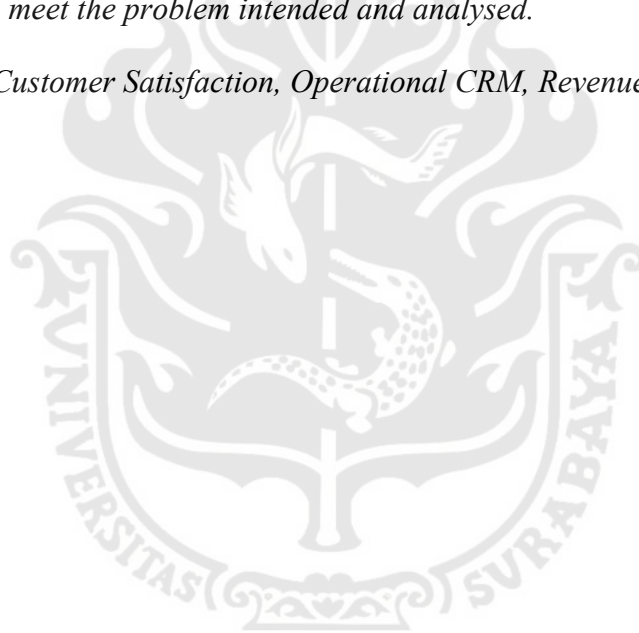 meet the problem intended and analysed.
Customer Satisfaction, Operational CRM, Revenue
UNIVERSITAS SURABAYA